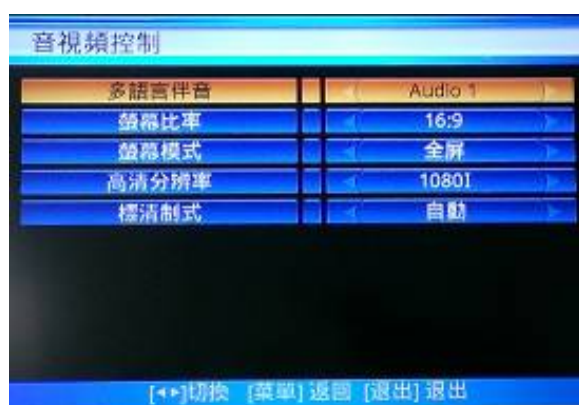 音視頻控制
多語言伴音 Audio 1
螢幕比率 16:9
螢幕模式 全屏
高清分辨率 1080I
標清制式 自動
[◄►]切換 [菜單] 返回 [退出] 退出